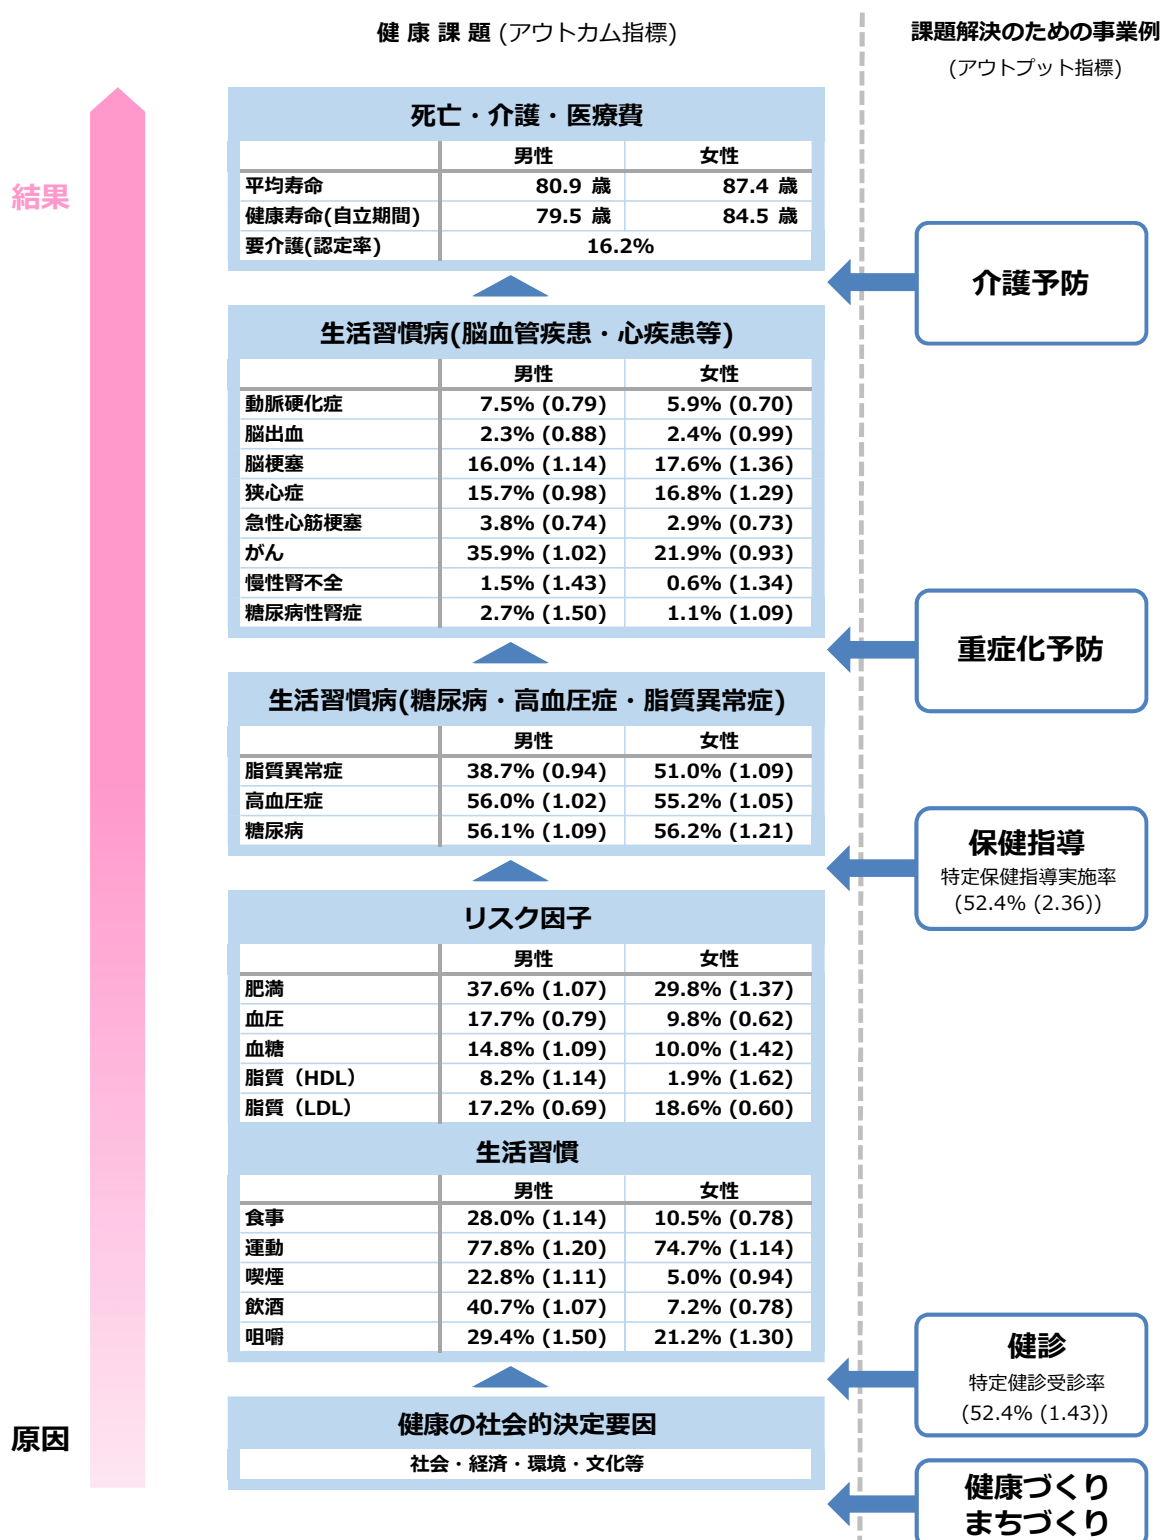 健 康 課 題 (アウトカム指標)
課題解決のための事業例
(アウトプット指標)
結果
原因
死亡・介護・医療費
男性 女性
平均寿命 80.9 歳 87.4 歳
健康寿命(自立期間) 79.5 歳 84.5 歳
要介護(認定率) 16.2%
介護予防
生活習慣病(脳血管疾患・心疾患等)
男性 女性
動脈硬化症 7.5% (0.79) 5.9% (0.70)
脳出血 2.3% (0.88) 2.4% (0.99)
脳梗塞 16.0% (1.14) 17.6% (1.36)
狭心症 15.7% (0.98) 16.8% (1.29)
急性心筋梗塞 3.8% (0.74) 2.9% (0.73)
がん 35.9% (1.02) 21.9% (0.93)
慢性腎不全 1.5% (1.43) 0.6% (1.34)
糖尿病性腎症 2.7% (1.50) 1.1% (1.09)
重症化予防
生活習慣病(糖尿病・高血圧症・脂質異常症)
男性 女性
脂質異常症 38.7% (0.94) 51.0% (1.09)
高血圧症 56.0% (1.02) 55.2% (1.05)
糖尿病 56.1% (1.09) 56.2% (1.21)
保健指導
特定保健指導実施率
(52.4% (2.36))
リスク因子
男性 女性
肥満 37.6% (1.07) 29.8% (1.37)
血圧 17.7% (0.79) 9.8% (0.62)
血糖 14.8% (1.09) 10.0% (1.42)
脂質（HDL） 8.2% (1.14) 1.9% (1.62)
脂質（LDL） 17.2% (0.69) 18.6% (0.60)
生活習慣
男性 女性
食事 28.0% (1.14) 10.5% (0.78)
運動 77.8% (1.20) 74.7% (1.14)
喫煙 22.8% (1.11) 5.0% (0.94)
飲酒 40.7% (1.07) 7.2% (0.78)
咀嚼 29.4% (1.50) 21.2% (1.30)
健診
特定健診受診率
(52.4% (1.43))
健康の社会的決定要因
社会・経済・環境・文化等
健康づくり
まちづくり